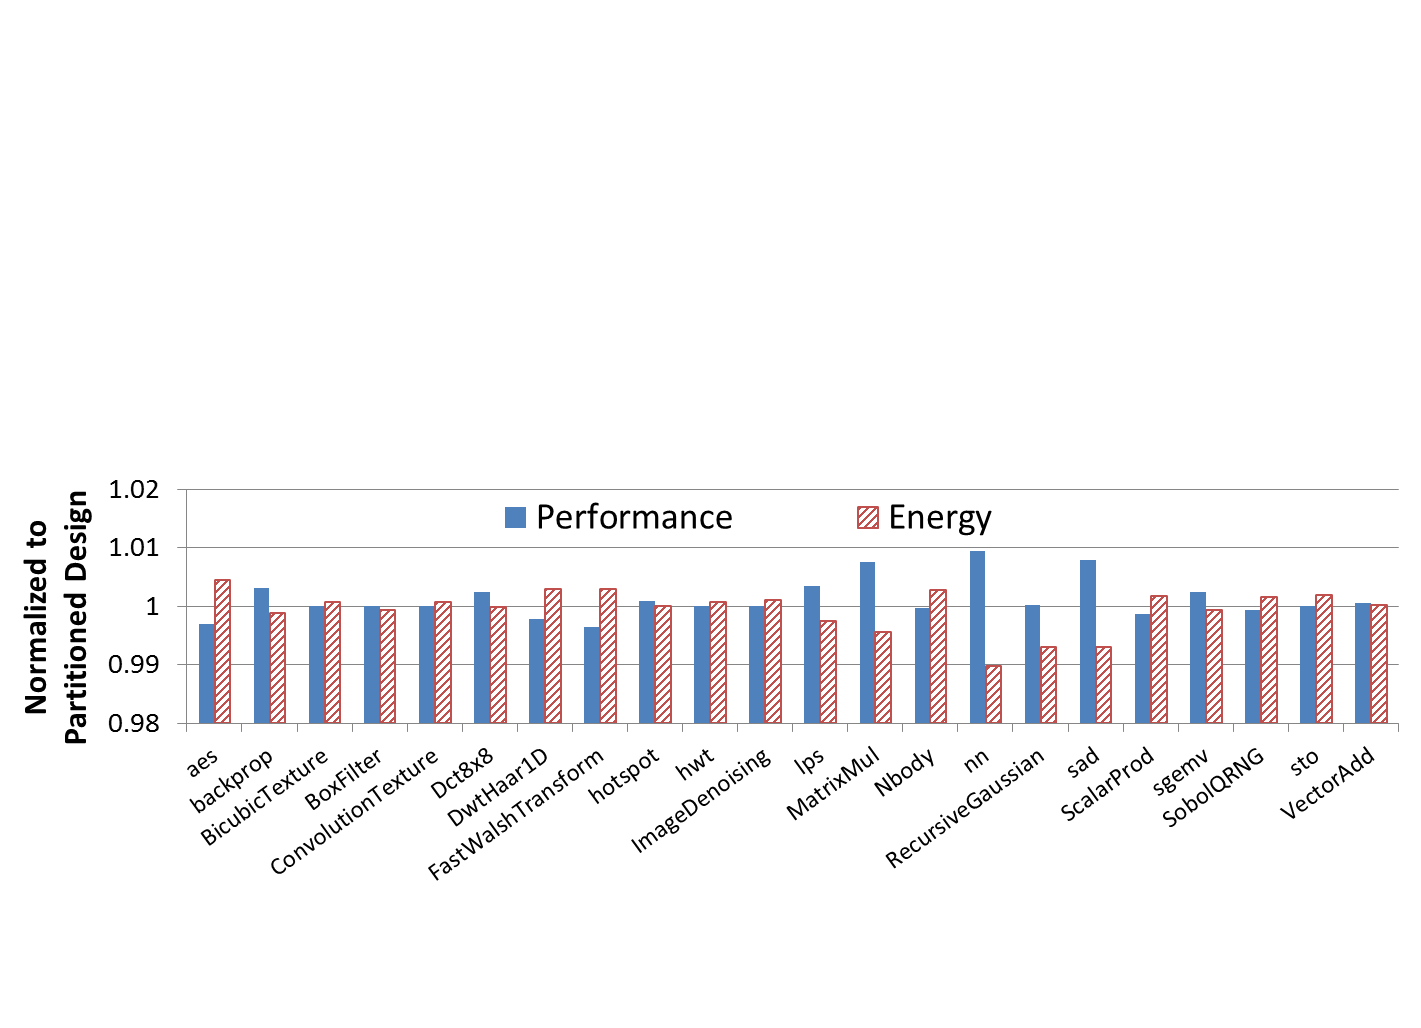 Normalized to
Partitioned Design
1.02
1.01
1
0.99
0.98
Performance
Energy
aes
backprop
BicubicTexture
BoxFilter
ConvolutionTexture
Dct8x8
DwtHaar1D
FastWalshTransform
hotspot
hwt
ImageDenoising
lps
MatrixMul
Nbody
nn
RecursiveGaussian
sad
ScalarProd
sgemv
SobolQRNG
sto
VectorAdd